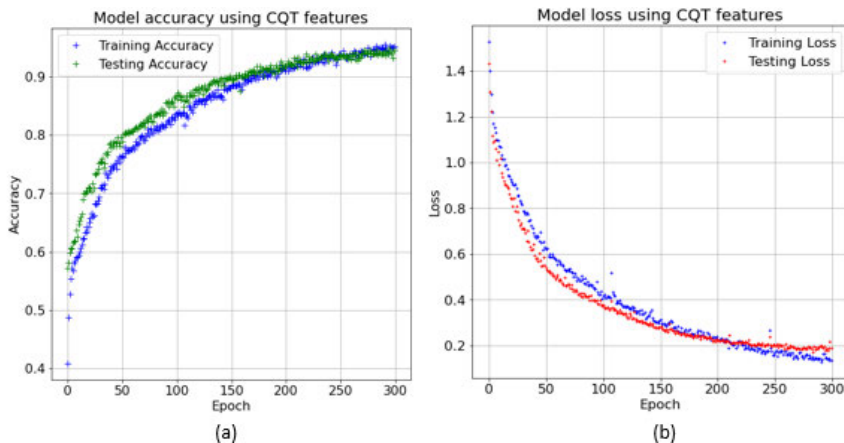 Model accuracy using CQT features
Training Accuracy
Testing Accuracy
0.9
0.8
0.7
0.6
0.5
0.4
Accuracy
0
50
100
150
200
250
300
Epoch
(a)
Model loss using CQT features
Training Loss
Testing Loss
1.4
1.2
1.0
0.8
0.6
0.4
0.2
Loss
0
50
100
150
200
250
300
Epoch
(b)